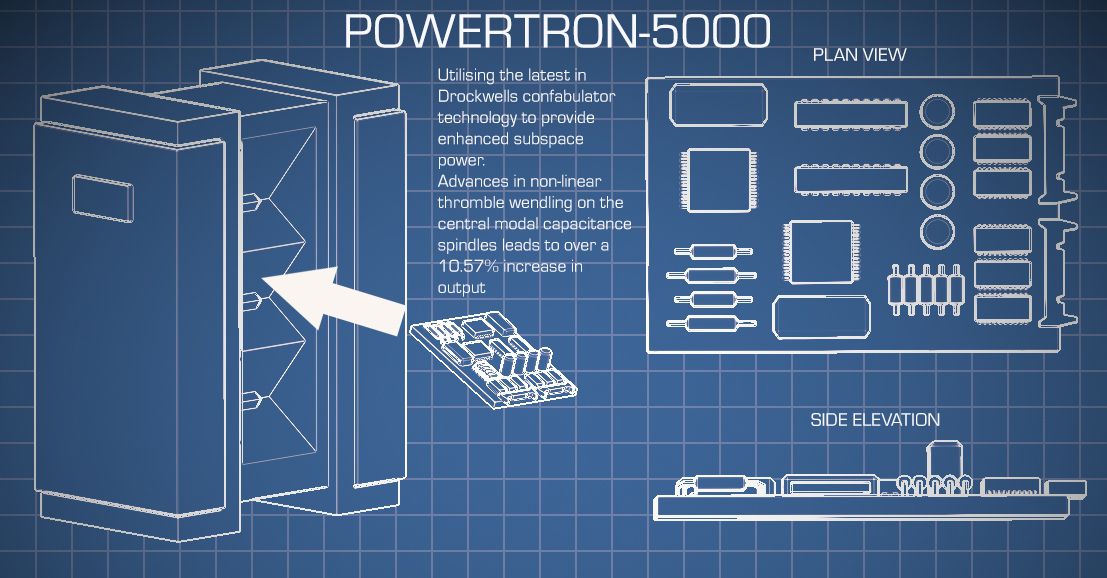 POWERTRON-5000
Utilising the latest in
Drockwells confabulator
technology to provide
enhanced subspace
power.
Advances in non-linear
thromble wendling on the
central modal capacitance
spindles leads to over a
10.57% increase in
output
PLAN VIEW
SIDE ELEVATION